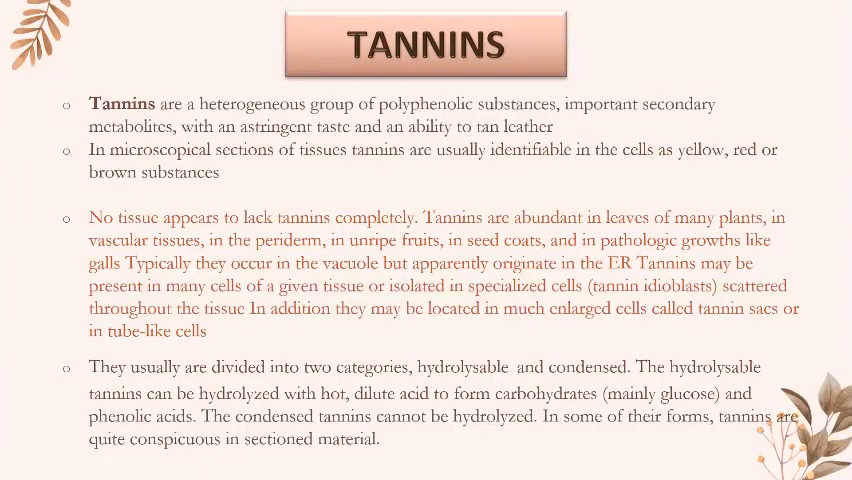 TANNINS
○ Tannins are a heterogeneous group of polyphenolic substances, important secondary
metabolites, with an astringent taste and an ability to tan leather
○ In microscopical sections of tissues tannins are usually identifiable in the cells as yellow, red or
brown substances
○ No tissue appears to lack tannins completely. Tannins are abundant in leaves of many plants, in
vascular tissues, in the periderm, in unripe fruits, in seed coats, and in pathologic growths like
galls Typically they occur in the vacuole but apparently originate in the ER Tannins may be
present in many cells of a given tissue or isolated in specialized cells (tannin idioblasts) scattered
throughout the tissue In addition they may be located in much enlarged cells called tannin sacs or
in tube-like cells
○ They usually are divided into two categories, hydrolysable and condensed. The hydrolysable
tannins can be hydrolyzed with hot, dilute acid to form carbohydrates (mainly glucose) and
phenolic acids. The condensed tannins cannot be hydrolyzed. In some of their forms, tannins are
quite conspicuous in sectioned material.